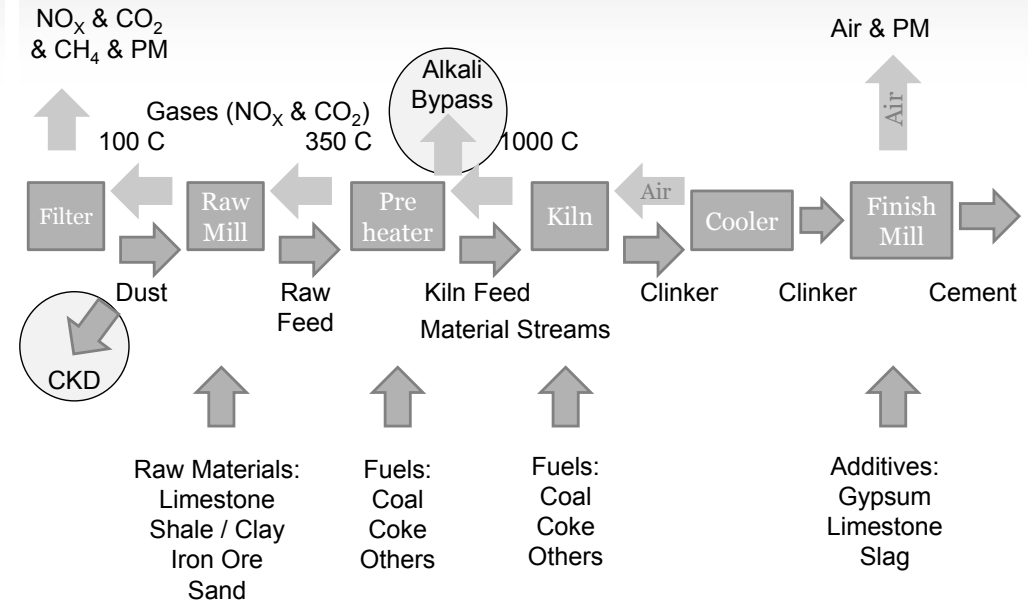 NOₓ & CO₂
& CH₄ & PM
Air & PM
Alkali
Bypass
Gases (NOₓ & CO₂)
100 C
350 C
1000 C
Air
Air
Filter
Raw
Mill
Pre
heater
Kiln
Cooler
Finish
Mill
Dust
Raw
Feed
Kiln Feed
Clinker
Clinker
Cement
Material Streams
CKD
Raw Materials:
Limestone
Shale / Clay
Iron Ore
Sand
Fuels:
Coal
Coke
Others
Fuels:
Coal
Coke
Others
Additives:
Gypsum
Limestone
Slag